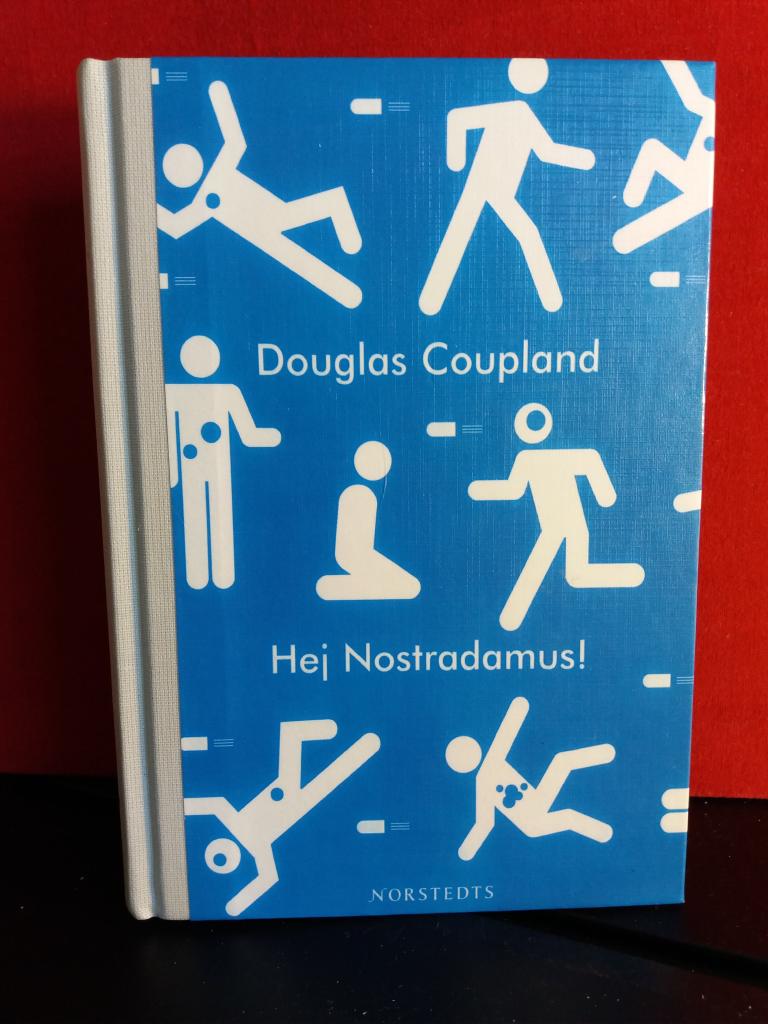 Douglas Coupland
Hej Nostradamus!
NORSTEDTS